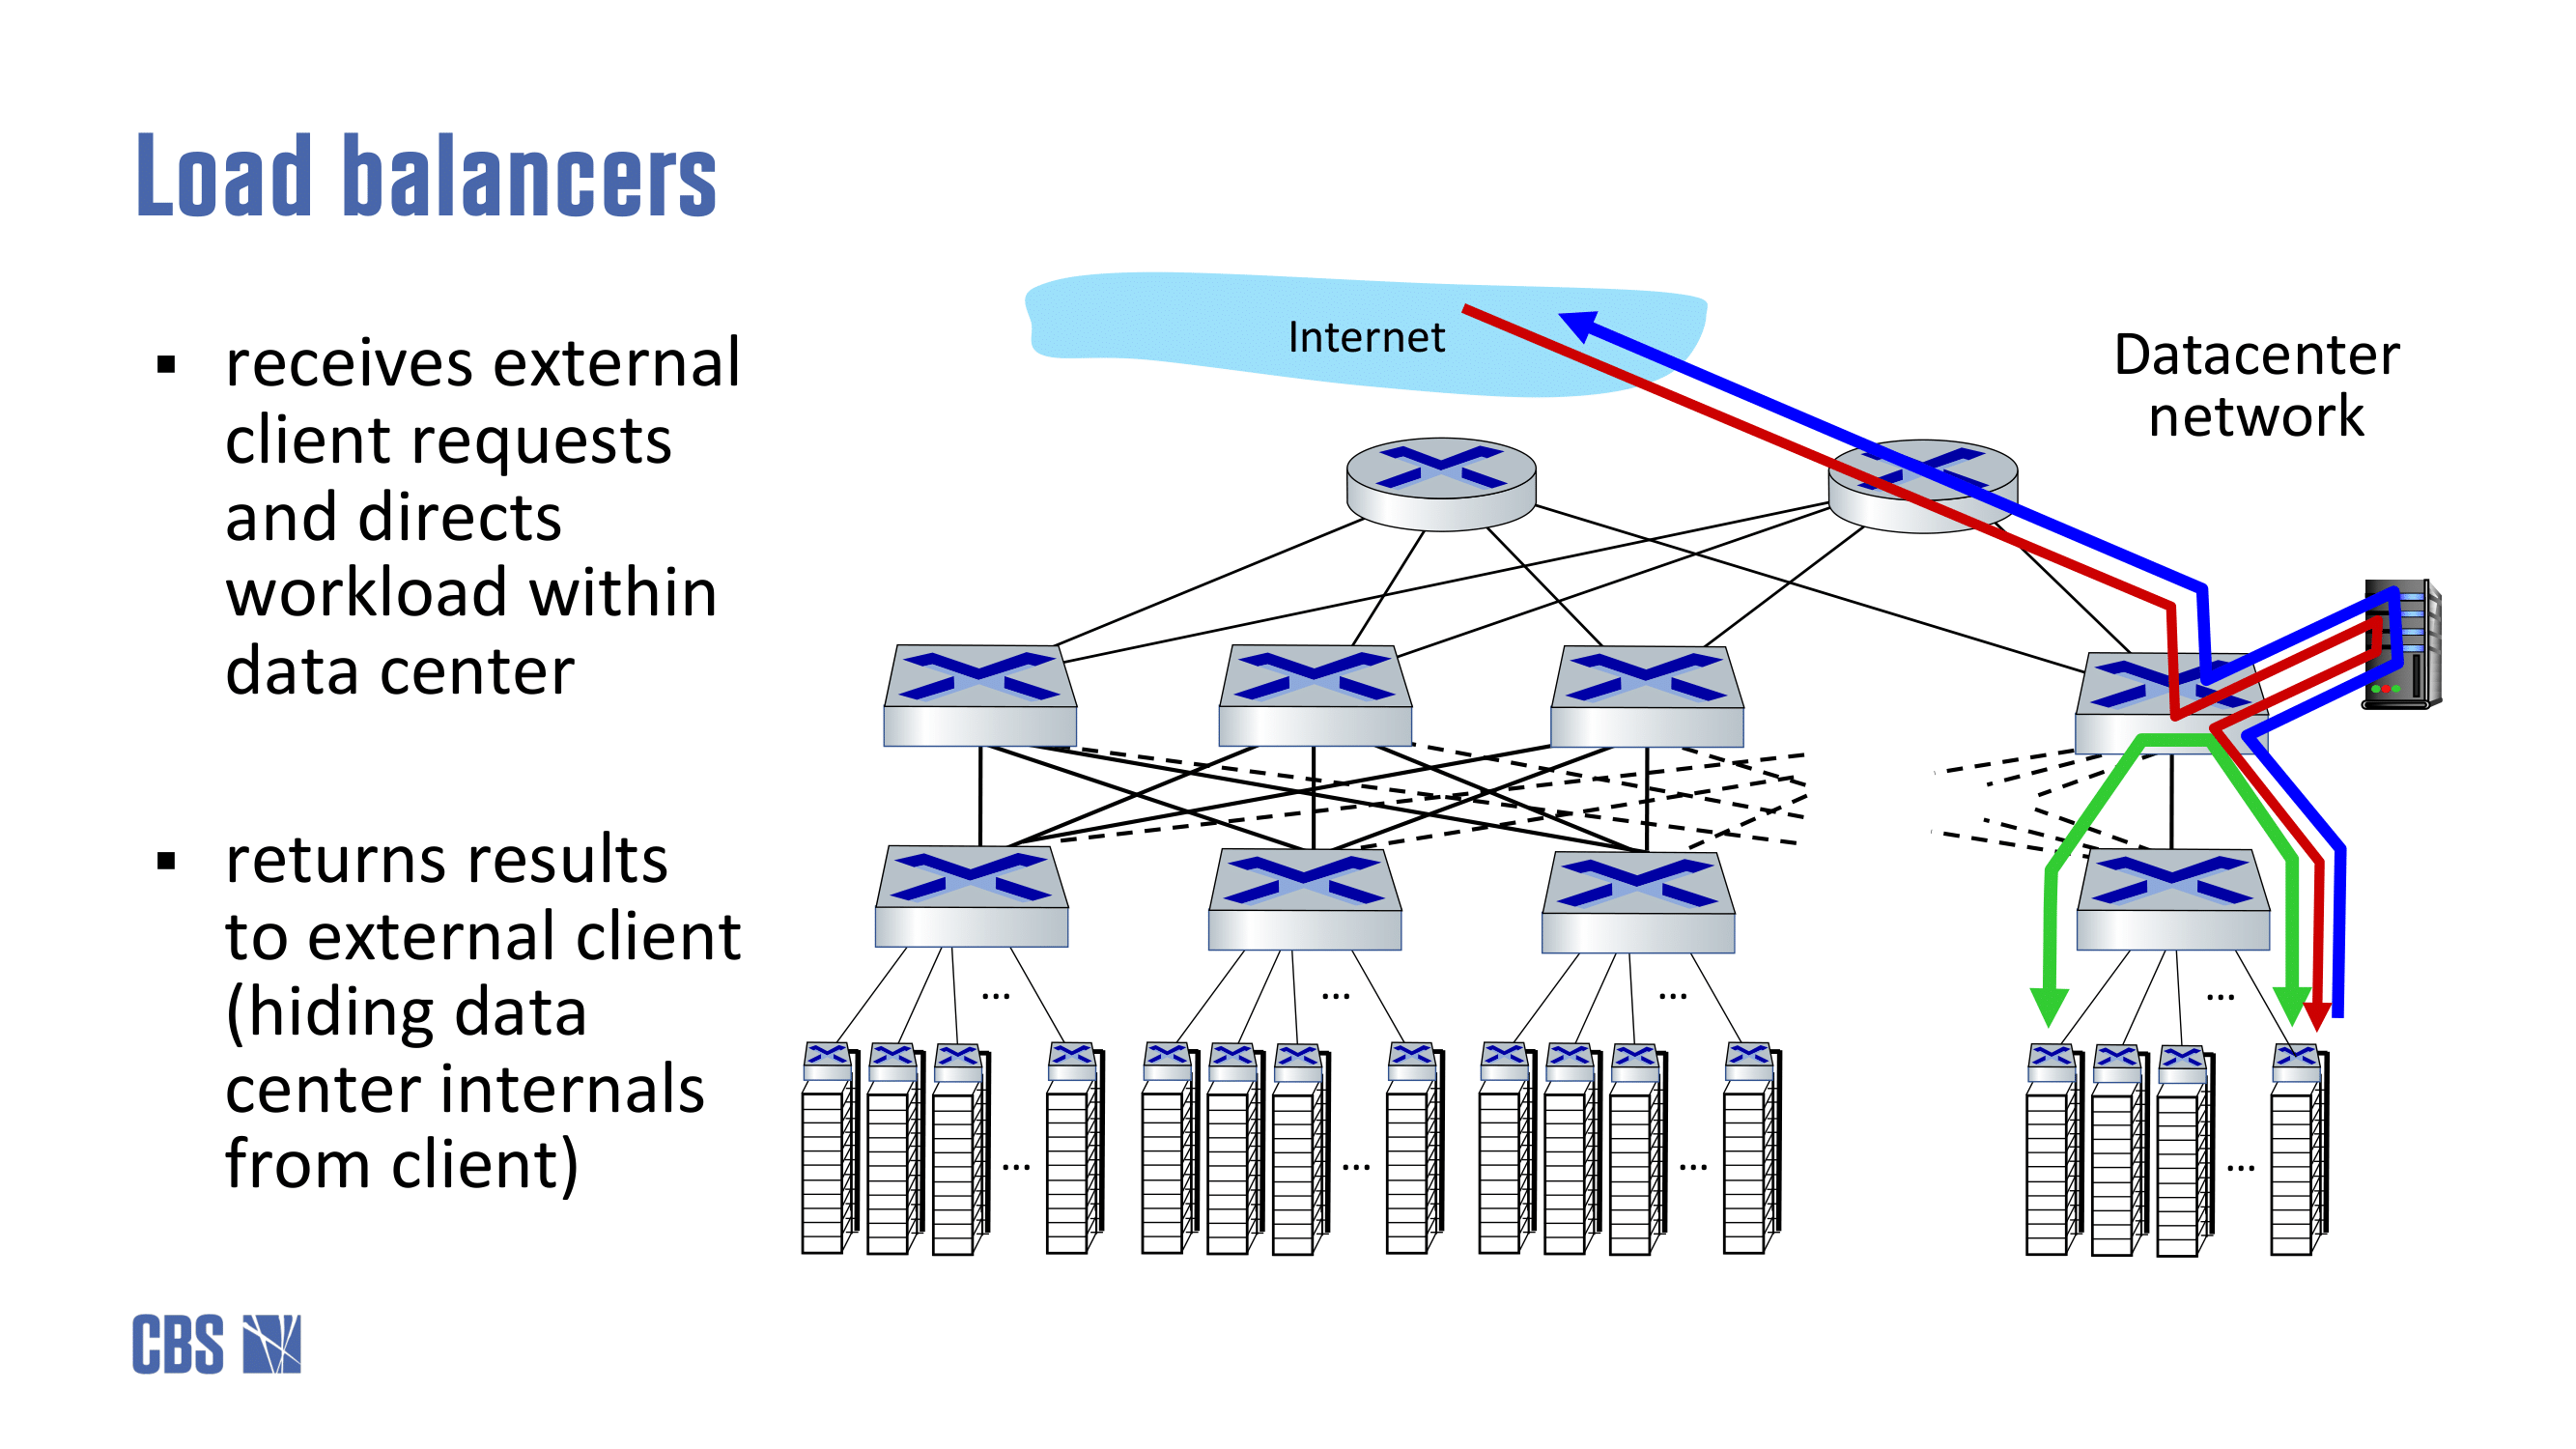 Load balancers
▪ receives external
client requests
and directs
workload within
data center
▪ returns results
to external client
(hiding data
center internals
from client)
Internet
Datacenter
network
...
...
...
...
...
...
...
...
CBS